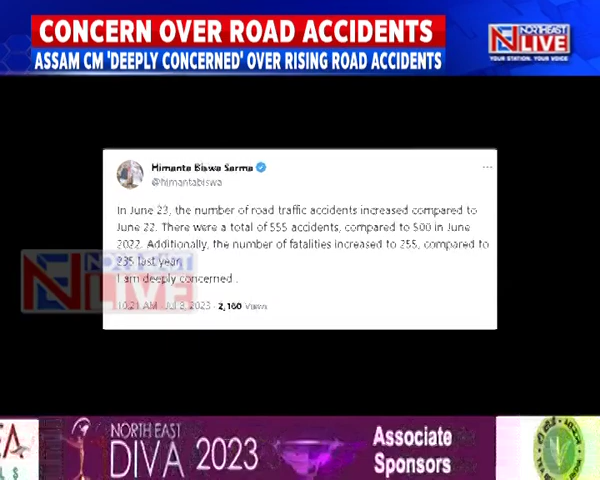 CONCERN OVER ROAD ACCIDENTS
ASSAM CM 'DEEPLY CONCERNED' OVER RISING ROAD ACCIDENTS
NORTHEAST
LIVE
YOUR STATION. YOUR VOICE
Himanta Biswa Sarma
@himantabiswa
In June 23, the number of road traffic accidents increased compared to
June 22. There were a total of 555 accidents, compared to 500 in June
2022. Additionally, the number of fatalities increased to 255, compared to
235 last year.
I am deeply concerned.
10:21 AM · Jul 3, 2023 · 2,160 Views
NORTHEAST
LIVE
NORTH EAST
DIVA 2023
Associate
Sponsors